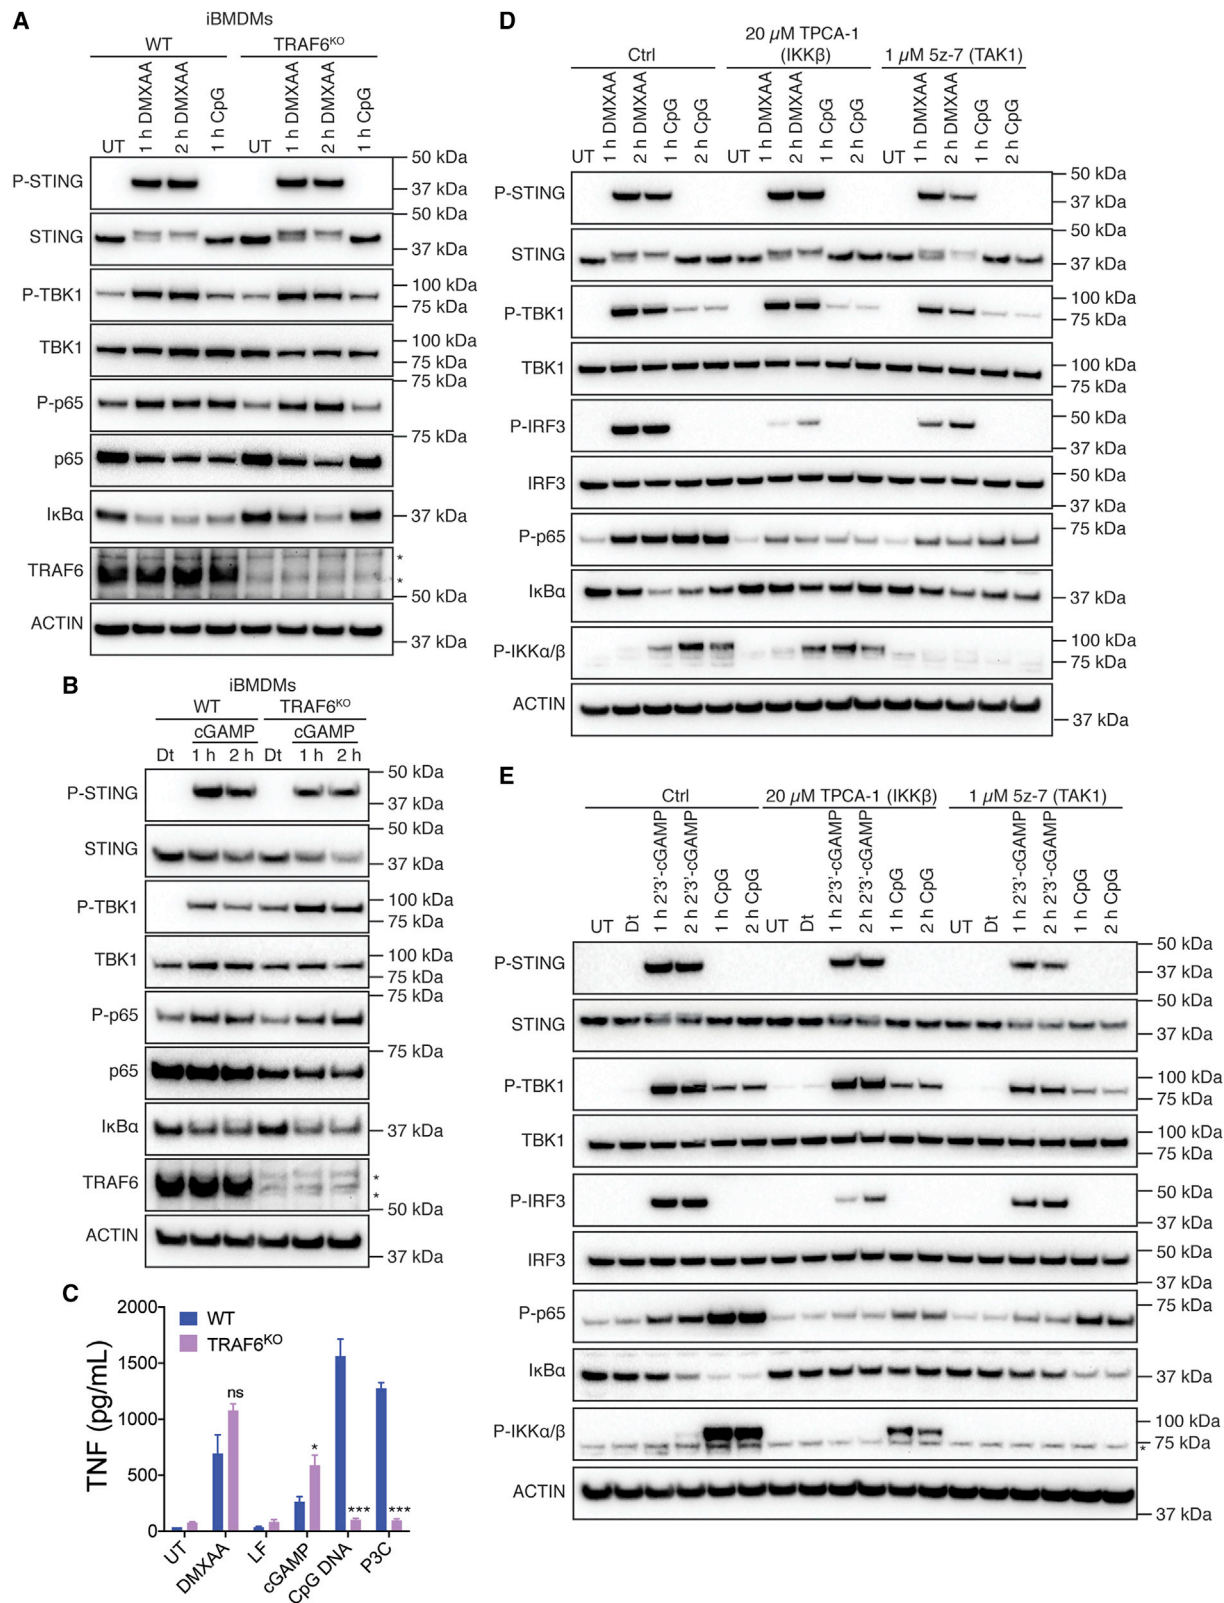 A
iBMDMs
WT TRAF6KO
UT 1 h DMXAA 2 h DMXAA 1 h CpG UT 1 h DMXAA 2 h DMXAA 1 h CpG
P-STING 50 kDa 37 kDa
STING 50 kDa 37 kDa
P-TBK1 100 kDa 75 kDa
TBK1 100 kDa 75 kDa
P-p65 75 kDa
p65 75 kDa
IκBα 37 kDa
TRAF6 * * 50 kDa
ACTIN 37 kDa
B
iBMDMs
WT TRAF6KO
cGAMP cGAMP
Dt 1 h 2 h Dt 1 h 2 h
P-STING 50 kDa 37 kDa
STING 50 kDa 37 kDa
P-TBK1 100 kDa 75 kDa
TBK1 100 kDa 75 kDa
P-p65 75 kDa
p65 75 kDa
IκBα 37 kDa
TRAF6 * * 50 kDa
ACTIN 37 kDa
C
TNF (pg/mL)
2000
1500
1000
500
0
WT
TRAF6KO
ns * *** ***
UT DMXAA LF cGAMP CpG DNA P3C
D
Ctrl 20 µM TPCA-1 (IKKβ) 1 µM 5z-7 (TAK1)
UT 1 h DMXAA 2 h DMXAA 1 h CpG 2 h CpG UT 1 h DMXAA 2 h DMXAA 1 h CpG 2 h CpG UT 1 h DMXAA 2 h DMXAA 1 h CpG 2 h CpG
P-STING 50 kDa 37 kDa
STING 50 kDa 37 kDa
P-TBK1 100 kDa 75 kDa
TBK1 100 kDa 75 kDa
P-IRF3 50 kDa 37 kDa
IRF3 50 kDa 37 kDa
P-p65 75 kDa
IκBα 37 kDa
P-IKKα/β 100 kDa 75 kDa
ACTIN 37 kDa
E
Ctrl 20 µM TPCA-1 (IKKβ) 1 µM 5z-7 (TAK1)
UT Dt 1 h 2'3'-cGAMP 2 h 2'3'-cGAMP 1 h CpG 2 h CpG UT Dt 1 h 2'3'-cGAMP 2 h 2'3'-cGAMP 1 h CpG 2 h CpG UT Dt 1 h 2'3'-cGAMP 2 h 2'3'-cGAMP 1 h CpG 2 h CpG
P-STING 50 kDa 37 kDa
STING 50 kDa 37 kDa
P-TBK1 100 kDa 75 kDa
TBK1 100 kDa 75 kDa
P-IRF3 50 kDa 37 kDa
IRF3 50 kDa 37 kDa
P-p65 75 kDa
IκBα 37 kDa
P-IKKα/β 100 kDa 75 kDa *
ACTIN 37 kDa